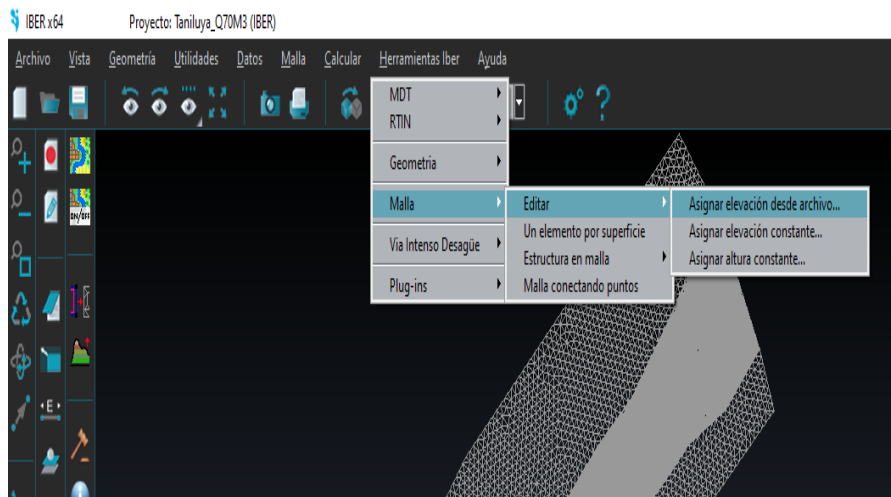 IBER x64 Proyecto: Taniluya_Q70M3 (IBER)
Archivo Vista Geometría Utilidades Datos Malla Calcular Herramientas Iber Ayuda
MDT
RTIN
Geometria
Malla
Via Intenso Desagüe
Plug-ins
Editar
Un elemento por superficie
Estructura en malla
Malla conectando puntos
Asignar elevación desde archivo...
Asignar elevación constante...
Asignar altura constante...
ON/OFF
E